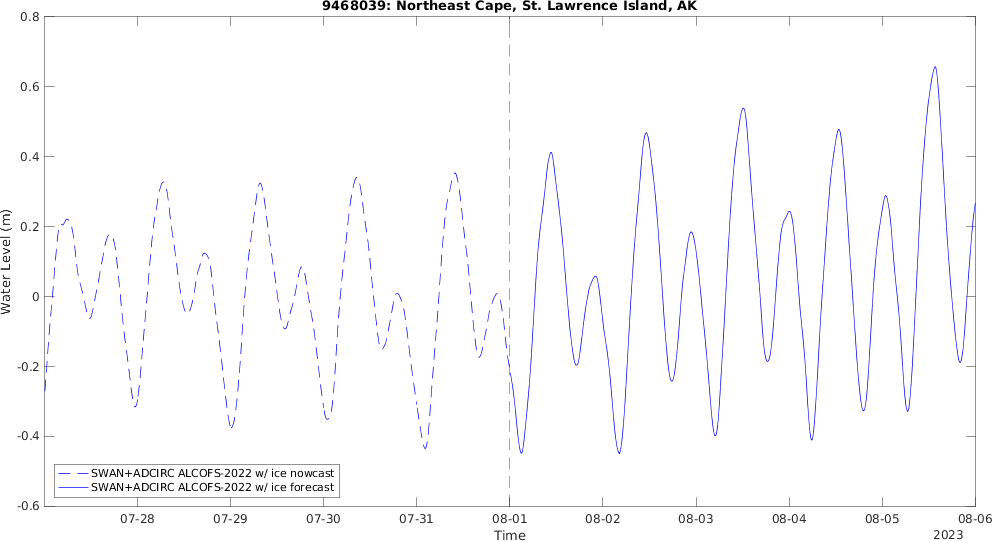 9468039: Northeast Cape, St. Lawrence Island, AK
0.8
0.6
0.4
0.2
0
-0.2
-0.4
-0.6
Water Level (m)
SWAN+ADCIRC ALCOFS-2022 w/ ice nowcast
SWAN+ADCIRC ALCOFS-2022 w/ ice forecast
07-28 07-29 07-30 07-31 08-01 08-02 08-03 08-04 08-05 08-06
Time
2023